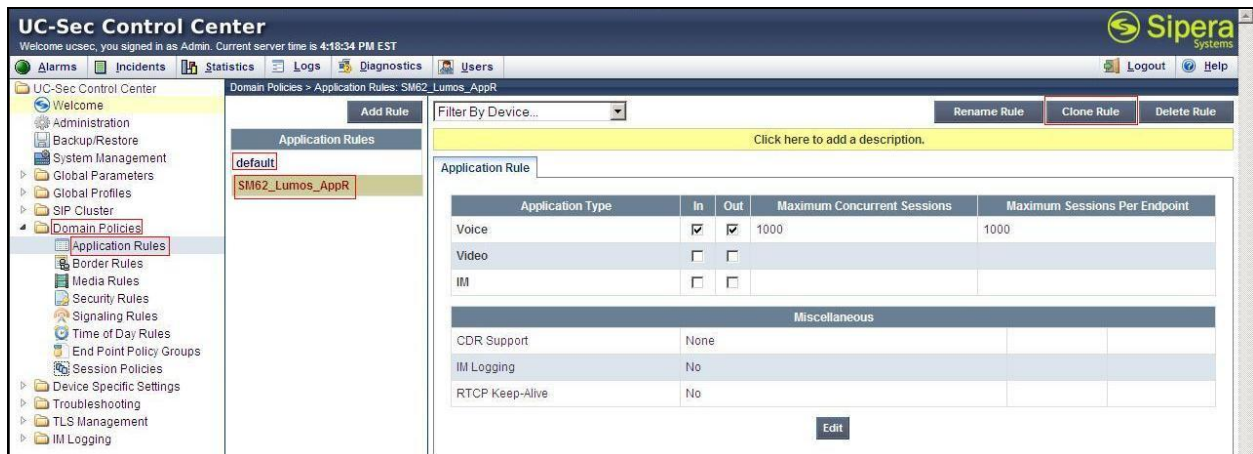 UC-Sec Control Center
Welcome ucsec, you signed in as Admin. Current server time is 4:18:34 PM EST
Sipera
Systems
Alarms Incidents Statistics Logs Diagnostics Users Logout Help
UC-Sec Control Center
Welcome
Administration
Backup/Restore
System Management
Global Parameters
Global Profiles
SIP Cluster
Domain Policies
Application Rules
Border Rules
Media Rules
Security Rules
Signaling Rules
Time of Day Rules
End Point Policy Groups
Session Policies
Device Specific Settings
Troubleshooting
TLS Management
IM Logging
Domain Policies > Application Rules: SM62_Lumos_AppR
Add Rule
Application Rules
default
SM62_Lumos_AppR
Filter By Device...
Rename Rule Clone Rule Delete Rule
Click here to add a description.
Application Rule
Application Type In Out Maximum Concurrent Sessions Maximum Sessions Per Endpoint
Voice 1000 1000
Video
IM
Miscellaneous
CDR Support None
IM Logging No
RTCP Keep-Alive No
Edit